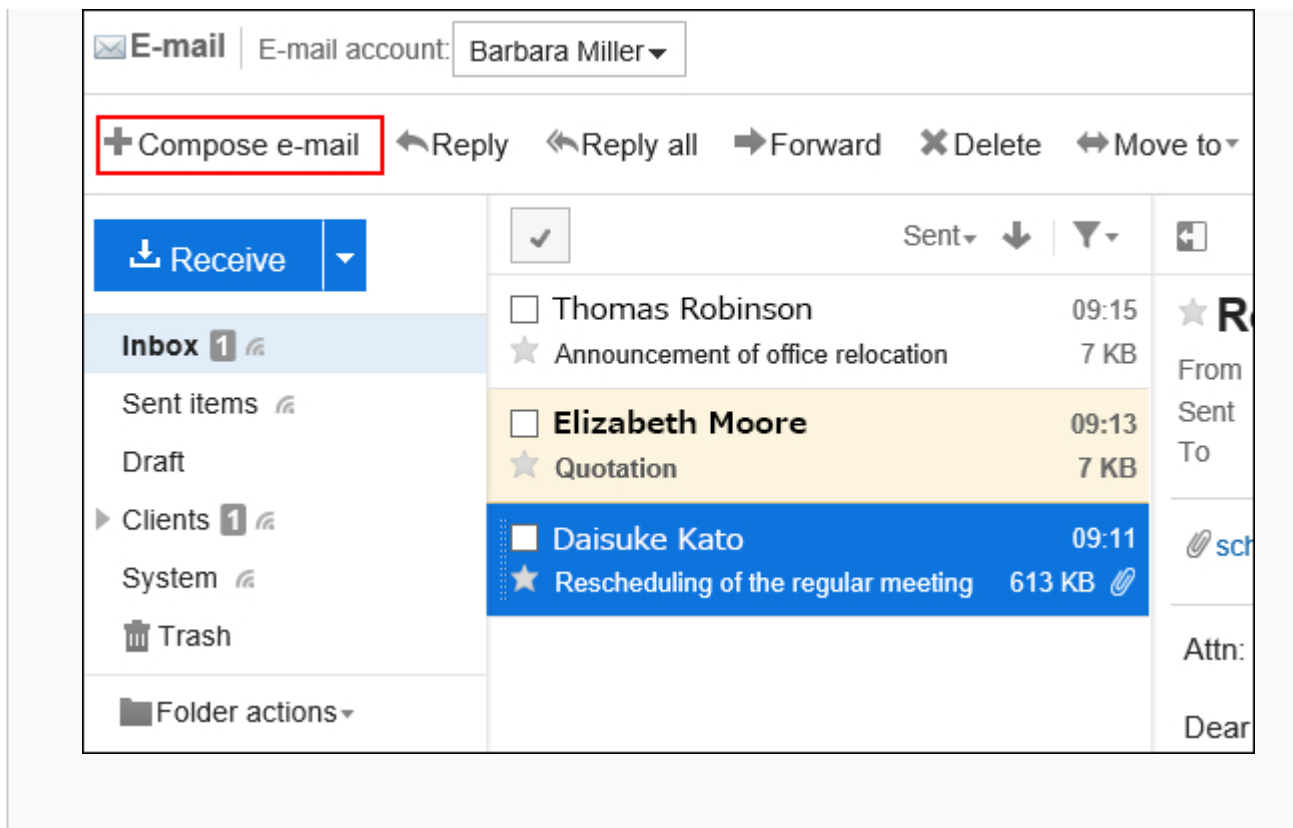 E-mail E-mail account: Barbara Miller
Compose e-mail Reply Reply all Forward Delete Move to
Receive
Inbox 1
Sent items
Draft
Clients 1
System
Trash
Folder actions
Sent
Thomas Robinson 09:15
Announcement of office relocation 7 KB
Elizabeth Moore 09:13
Quotation 7 KB
Daisuke Kato 09:11
Rescheduling of the regular meeting 613 KB
From
Sent
To
Attn:
Dear